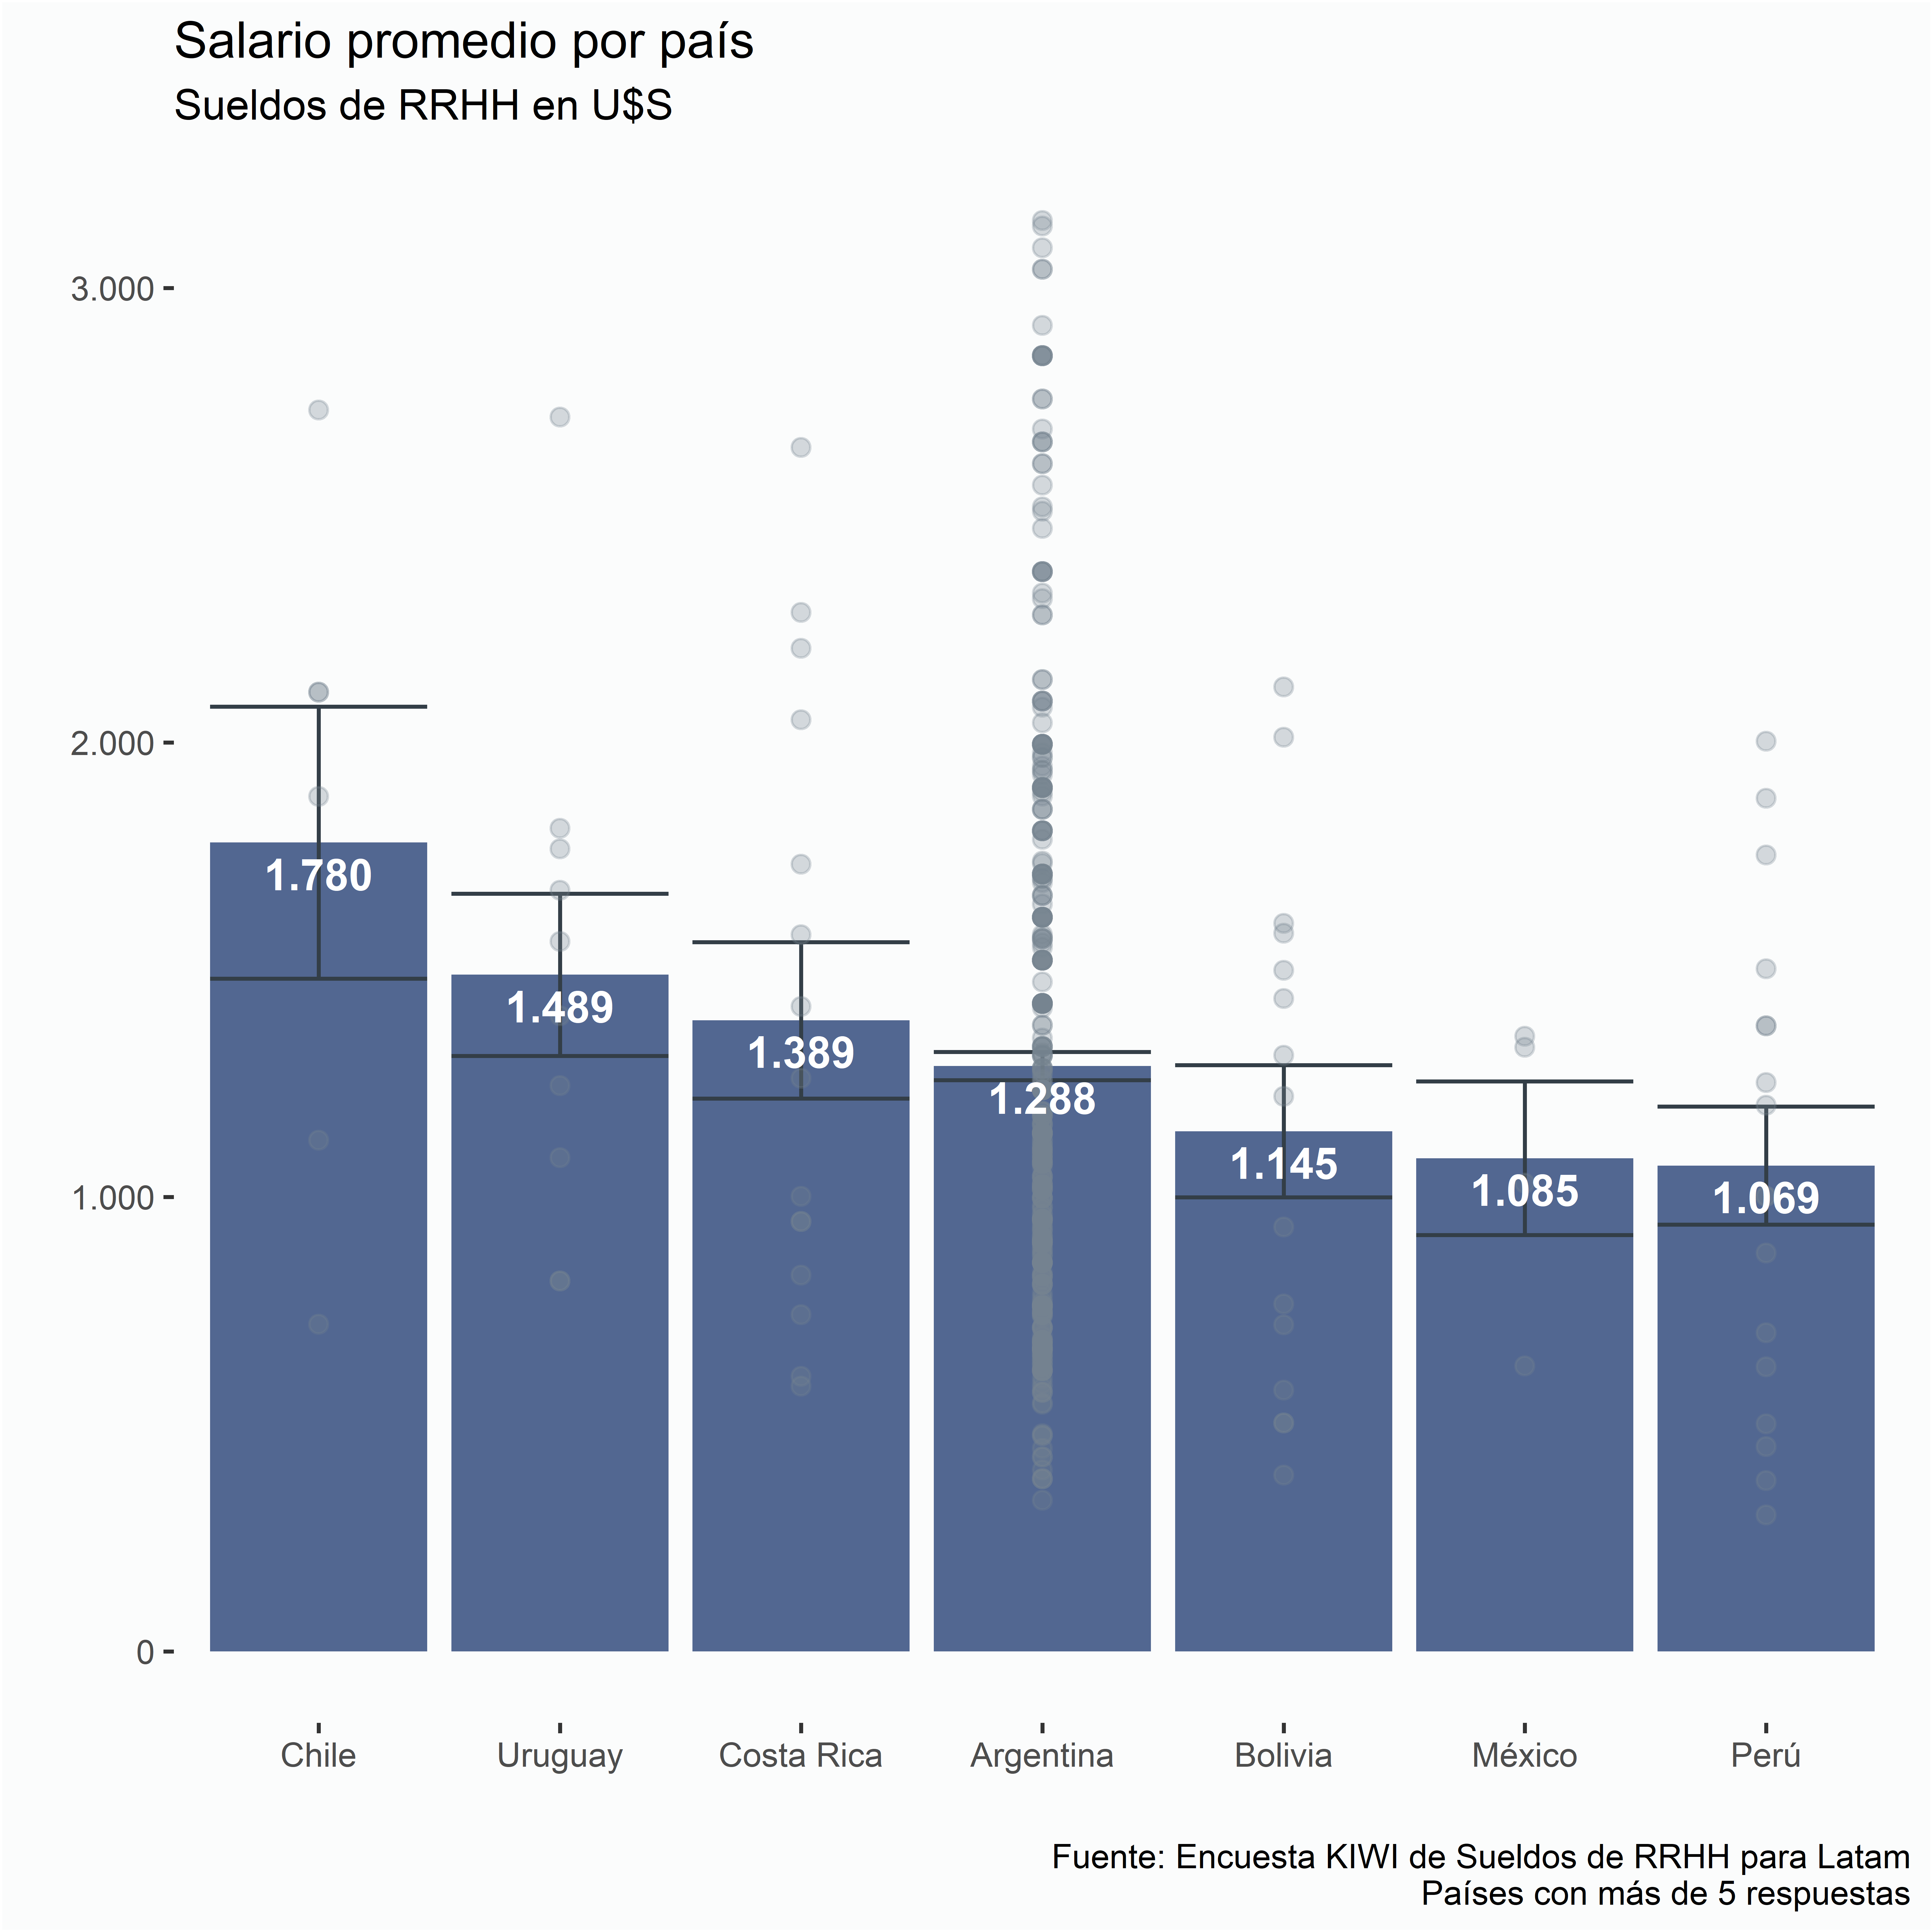 Salario promedio por país
Sueldos de RRHH en U$S
3.000
2.000
1.000
0
1.780
1.489
1.389
1.288
1.145
1.085
1.069
Chile
Uruguay
Costa Rica
Argentina
Bolivia
México
Perú
Fuente: Encuesta KIWI de Sueldos de RRHH para Latam
Países con más de 5 respuestas